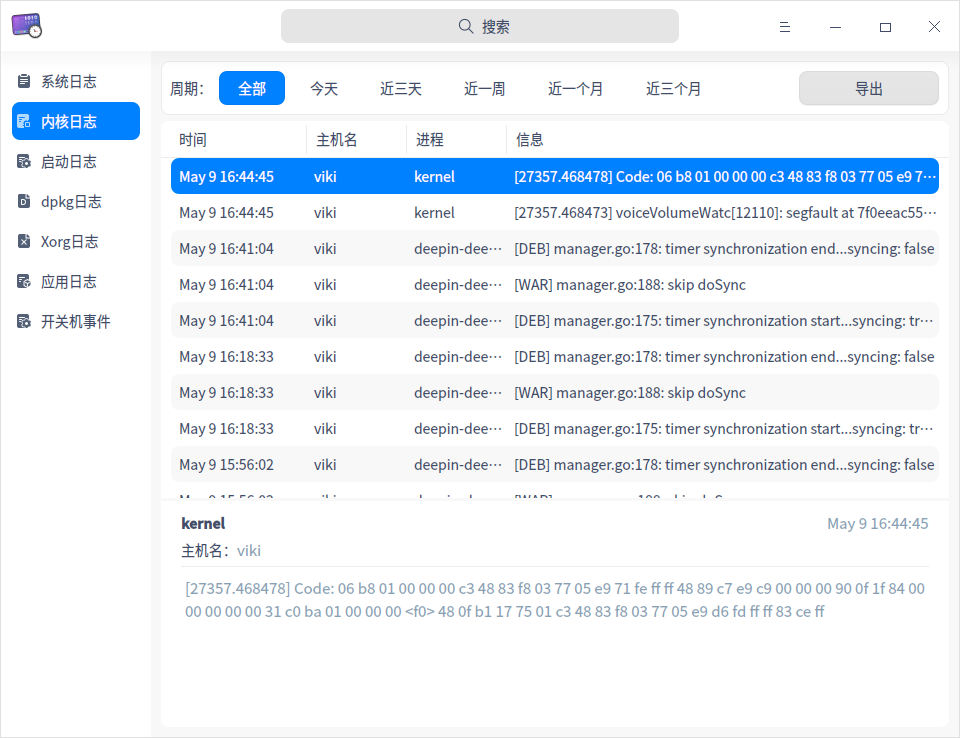 搜索
系统日志
内核日志
启动日志
dpkg日志
Xorg日志
应用日志
开关机事件
周期： 全部 今天 近三天 近一周 近一个月 近三个月 导出
时间 主机名 进程 信息
May 9 16:44:45 viki kernel [27357.468478] Code: 06 b8 01 00 00 00 c3 48 83 f8 03 77 05 e9 7···
May 9 16:44:45 viki kernel [27357.468473] voiceVolumeWatc[12110]: segfault at 7f0eeac55···
May 9 16:41:04 viki deepin-dee··· [DEB] manager.go:178: timer synchronization end...syncing: false
May 9 16:41:04 viki deepin-dee··· [WAR] manager.go:188: skip doSync
May 9 16:41:04 viki deepin-dee··· [DEB] manager.go:175: timer synchronization start...syncing: tr···
May 9 16:18:33 viki deepin-dee··· [DEB] manager.go:178: timer synchronization end...syncing: false
May 9 16:18:33 viki deepin-dee··· [WAR] manager.go:188: skip doSync
May 9 16:18:33 viki deepin-dee··· [DEB] manager.go:175: timer synchronization start...syncing: tr···
May 9 15:56:02 viki deepin-dee··· [DEB] manager.go:178: timer synchronization end...syncing: false
kernel May 9 16:44:45
主机名： viki
[27357.468478] Code: 06 b8 01 00 00 00 c3 48 83 f8 03 77 05 e9 71 fe ff ff 48 89 c7 e9 c9 00 00 00 90 0f 1f 84 00
00 00 00 00 31 c0 ba 01 00 00 00 <f0> 48 0f b1 17 75 01 c3 48 83 f8 03 77 05 e9 d6 fd ff ff 83 ce ff